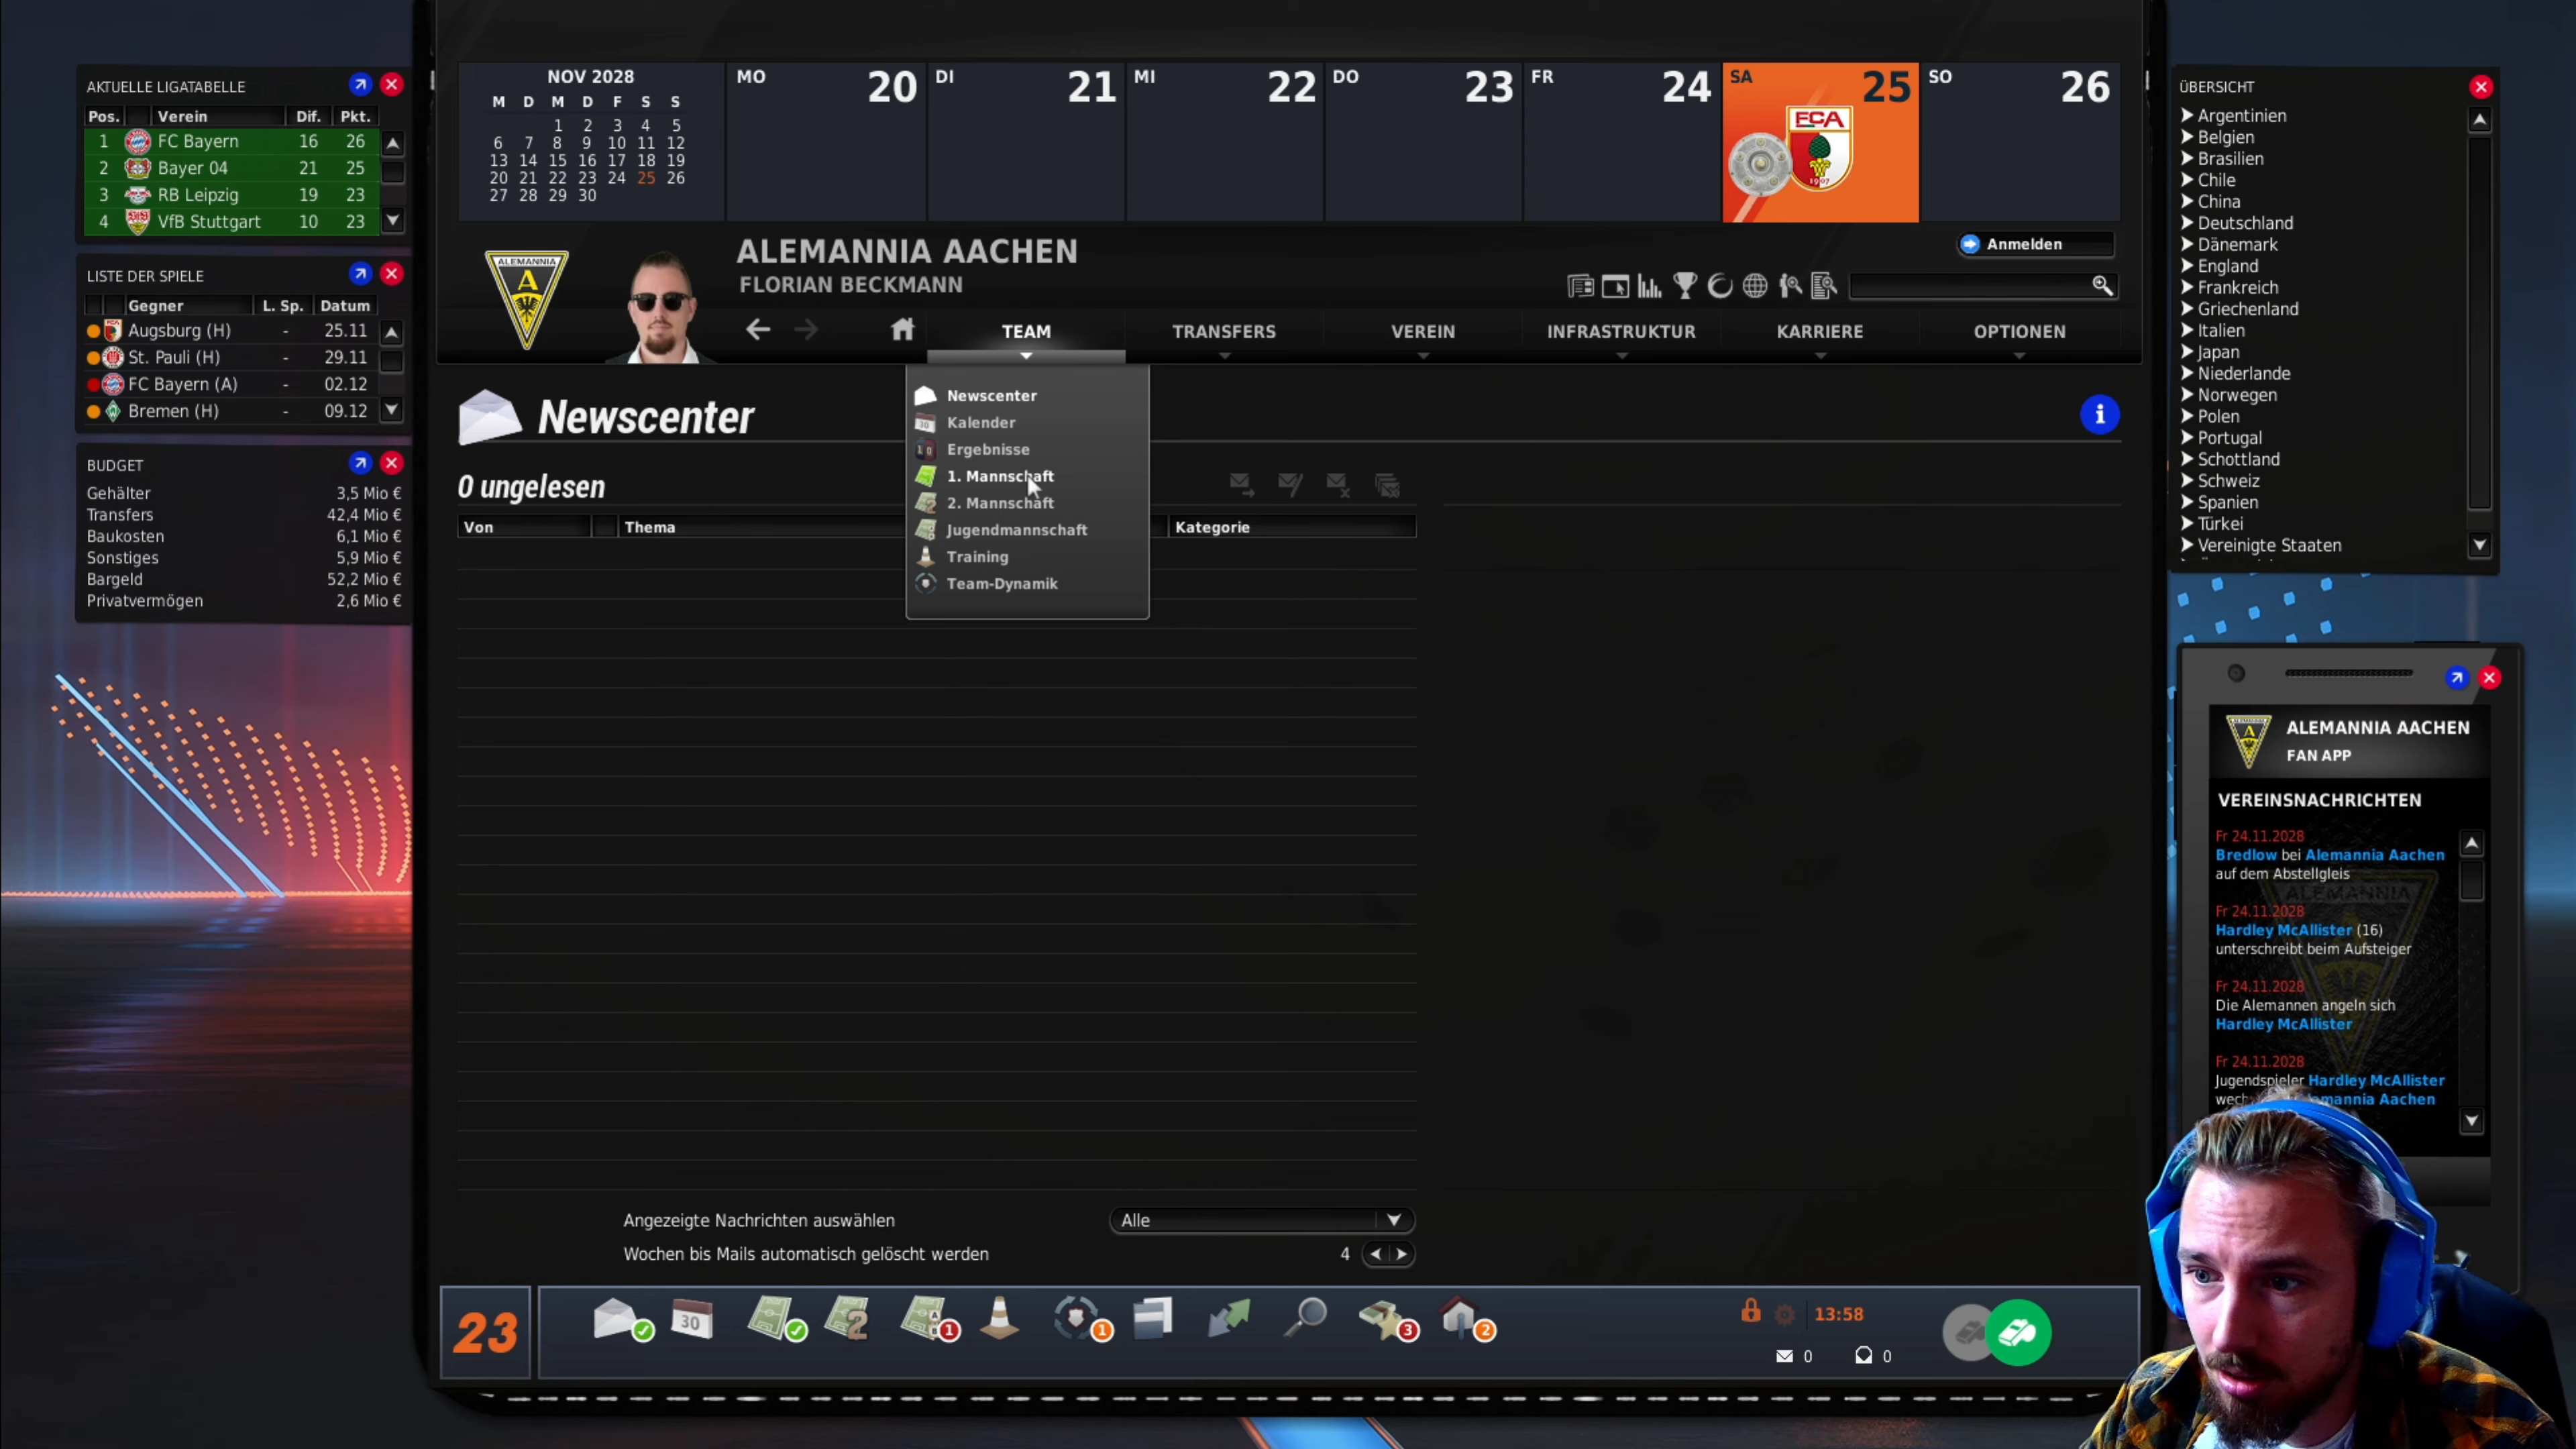 AKTUELLE LIGATABELLE
Pos. Verein Dif. Pkt.
1 FC Bayern 16 26
2 Bayer 04 21 25
3 RB Leipzig 19 23
4 VfB Stuttgart 10 23
LISTE DER SPIELE
Gegner L. Sp. Datum
Augsburg (H) - 25.11
St. Pauli (H) - 29.11
FC Bayern (A) - 02.12
Bremen (H) - 09.12
BUDGET
Gehälter 3,5 Mio €
Transfers 42,4 Mio €
Baukosten 6,1 Mio €
Sonstiges 5,9 Mio €
Bargeld 52,2 Mio €
Privatvermögen 2,6 Mio €
NOV 2028
M D M D F S S
1 2 3 4 5
6 7 8 9 10 11 12
13 14 15 16 17 18 19
20 21 22 23 24 25 26
27 28 29 30
MO 20 DI 21 MI 22 DO 23 FR 24 SA 25 SO 26
FCA
1907
ALEMANNIA
A
ALEMANNIA AACHEN
FLORIAN BECKMANN
Anmelden
TEAM TRANSFERS VEREIN INFRASTRUKTUR KARRIERE OPTIONEN
Newscenter
Kalender
Ergebnisse
1. Mannschaft
2. Mannschaft
Jugendmannschaft
Training
Team-Dynamik
Newscenter
i
0 ungelesen
Von Thema Kategorie
Angezeigte Nachrichten auswählen Alle
Wochen bis Mails automatisch gelöscht werden 4
23
30 2 1 1 3 2
13:58
0 0
ÜBERSICHT
Argentinien
Belgien
Brasilien
Chile
China
Deutschland
Dänemark
England
Frankreich
Griechenland
Italien
Japan
Niederlande
Norwegen
Polen
Portugal
Schottland
Schweiz
Spanien
Türkei
Vereinigte Staaten
ALEMANNIA AACHEN
FAN APP
VEREINSNACHRICHTEN
Fr 24.11.2028
Bredlow bei Alemannia Aachen
auf dem Abstellgleis
Fr 24.11.2028
Hardley McAllister (16)
unterschreibt beim Aufsteiger
Fr 24.11.2028
Die Alemannen angeln sich
Hardley McAllister
Fr 24.11.2028
Jugendspieler Hardley McAllister
Aachen